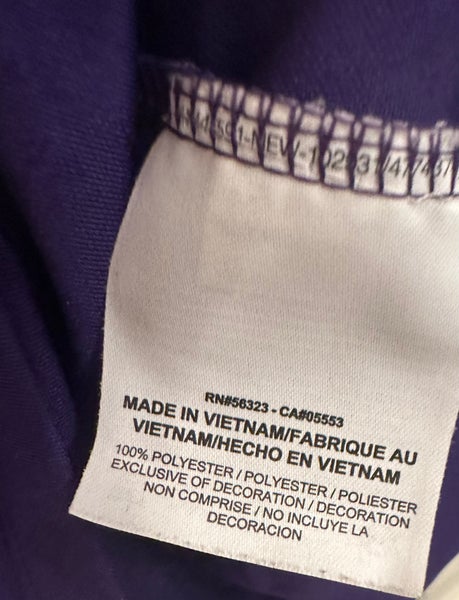 RN#56323 - CA#05553
MADE IN VIETNAM/FABRIQUE AU
VIETNAM/HECHO EN VIETNAM
100% POLYESTER / POLYESTER / POLIESTER
EXCLUSIVE OF DECORATION / DECORATION
NON COMPRISE / NO INCLUYE LA
DECORACION